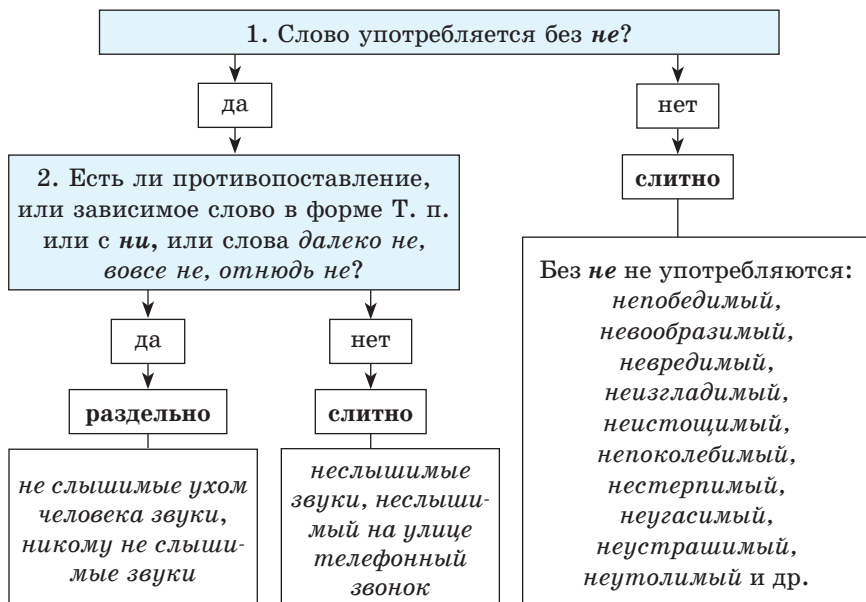 1. Слово употребляется без не?
да
нет
2. Есть ли противопоставление,
или зависимое слово в форме Т. п.
или с ни, или слова далеко не,
вовсе не, отнюдь не?
да
нет
раздельно
слитно
не слышимые ухом
человека звуки,
никому не слыши-
мые звуки
неслышимые
звуки, неслыши-
мый на улице
телефонный
звонок
слитно
Без не не употребляются:
непобедимый,
невообразимый,
невредимый,
неизгладимый,
неистощимый,
непоколебимый,
нестерпимый,
неугасимый,
неустрашимый,
неутолимый и др.